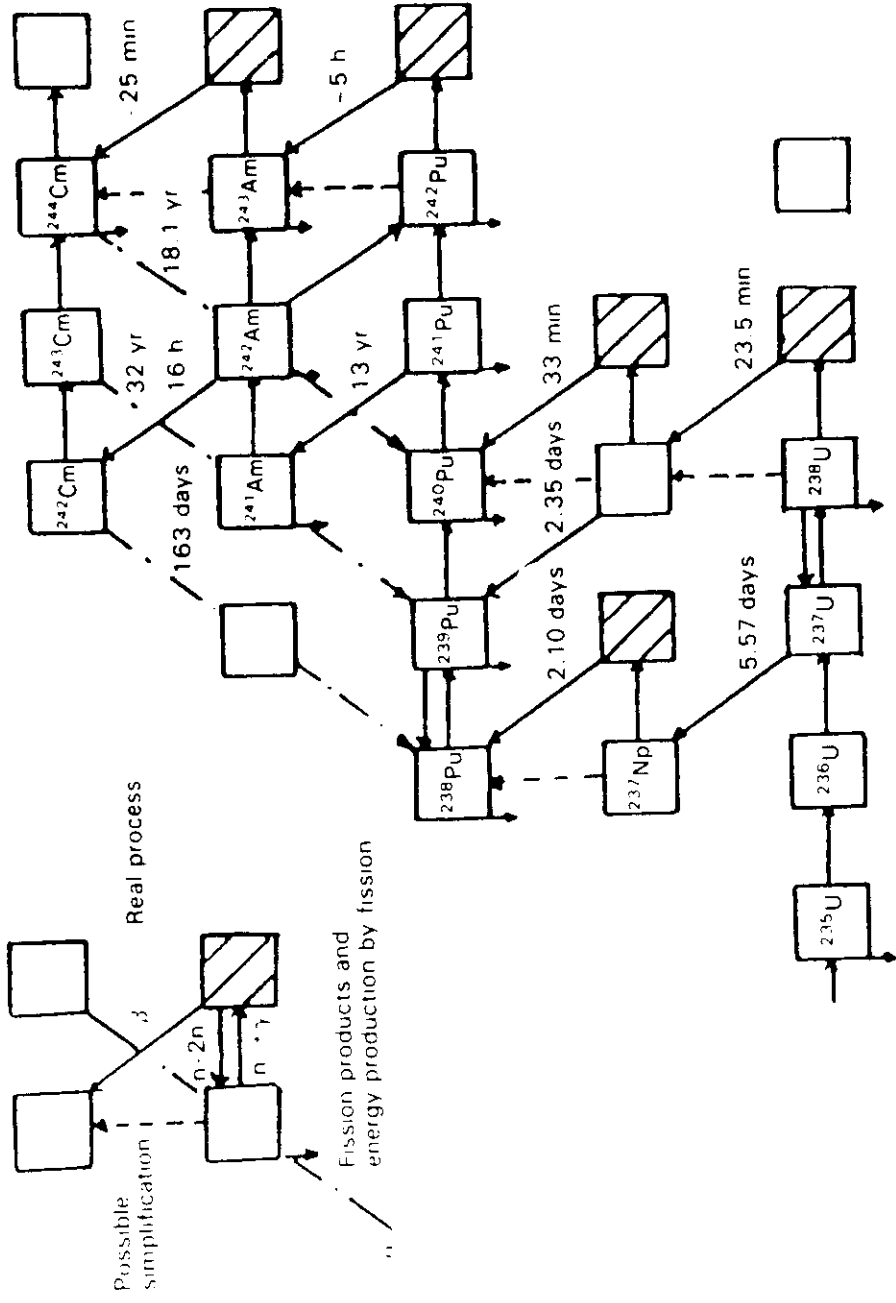 Possible
simplification
Real process
β
n·2n
n · γ
Fission products and
energy production by fission
242Cm
243Cm
244Cm
163 days
32 yr
16 h
18.1 yr
25 min
241Am
242Am
243Am
13 yr
~5 h
238Pu
239Pu
240Pu
241Pu
242Pu
2.10 days
2.35 days
33 min
237Np
5.57 days
23.5 min
235U
236U
237U
238U